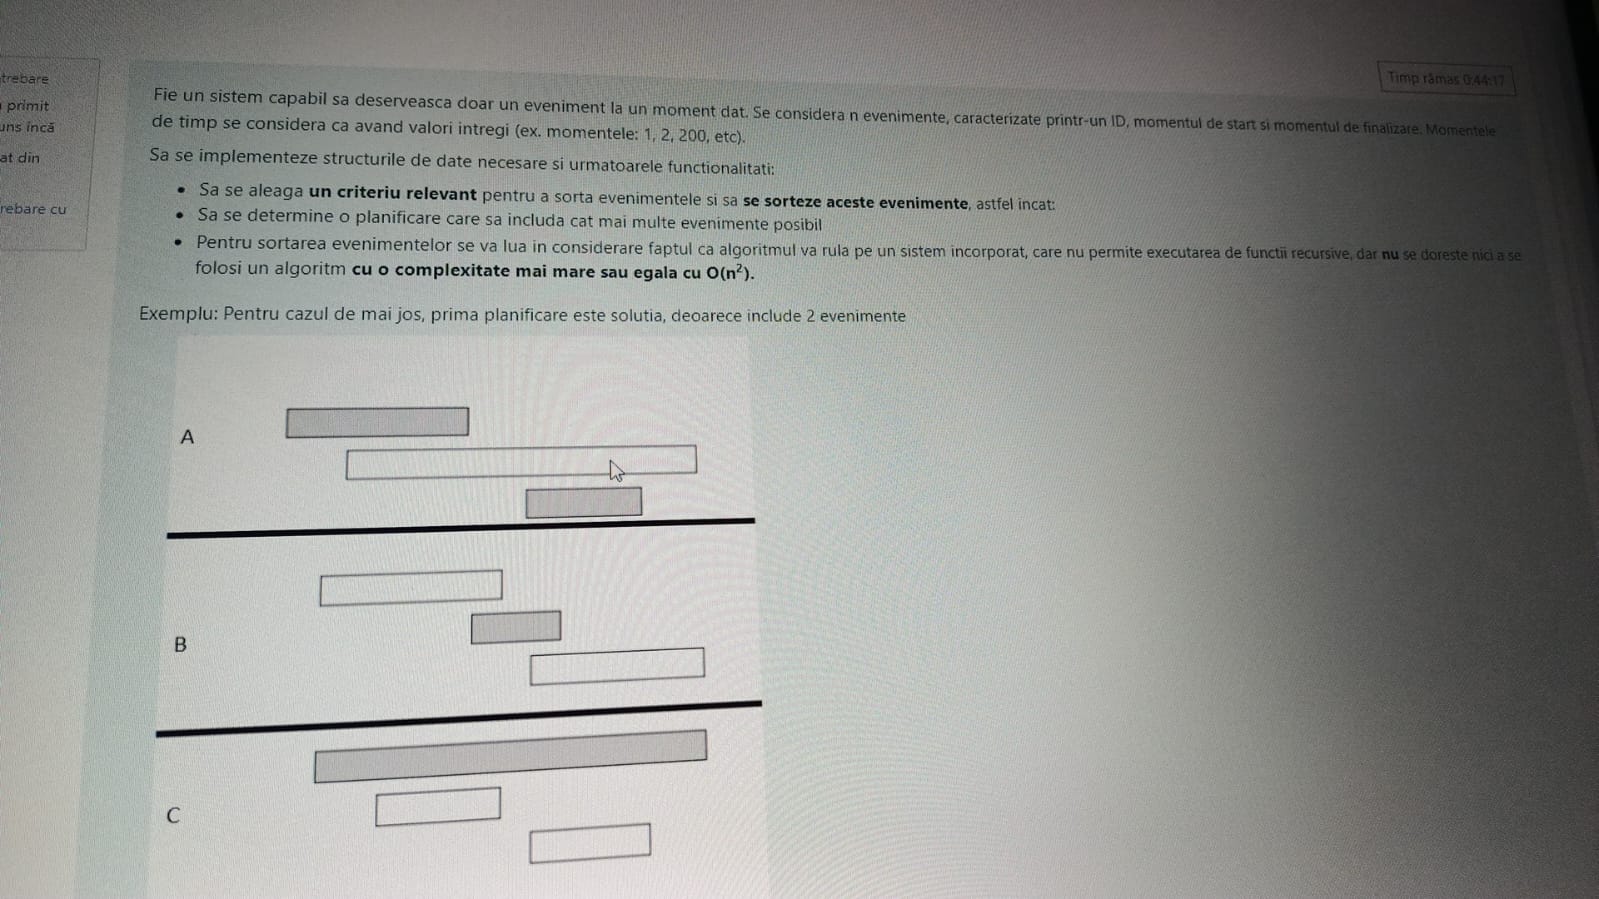 trebare
primit
uns încă
at din
rebare cu
Timp rămas 0:44:17
Fie un sistem capabil sa deserveasca doar un eveniment la un moment dat. Se considera n evenimente, caracterizate printr-un ID, momentul de start si momentul de finalizare. Momentele
de timp se considera ca avand valori intregi (ex. momentele: 1, 2, 200, etc).
Sa se implementeze structurile de date necesare si urmatoarele functionalitati:
• Sa se aleaga un criteriu relevant pentru a sorta evenimentele si sa se sorteze aceste evenimente, astfel incat:
• Sa se determine o planificare care sa includa cat mai multe evenimente posibil
• Pentru sortarea evenimentelor se va lua in considerare faptul ca algoritmul va rula pe un sistem incorporat, care nu permite executarea de functii recursive, dar nu se doreste nici a se
folosi un algoritm cu o complexitate mai mare sau egala cu O(n²).
Exemplu: Pentru cazul de mai jos, prima planificare este solutia, deoarece include 2 evenimente
A
B
C